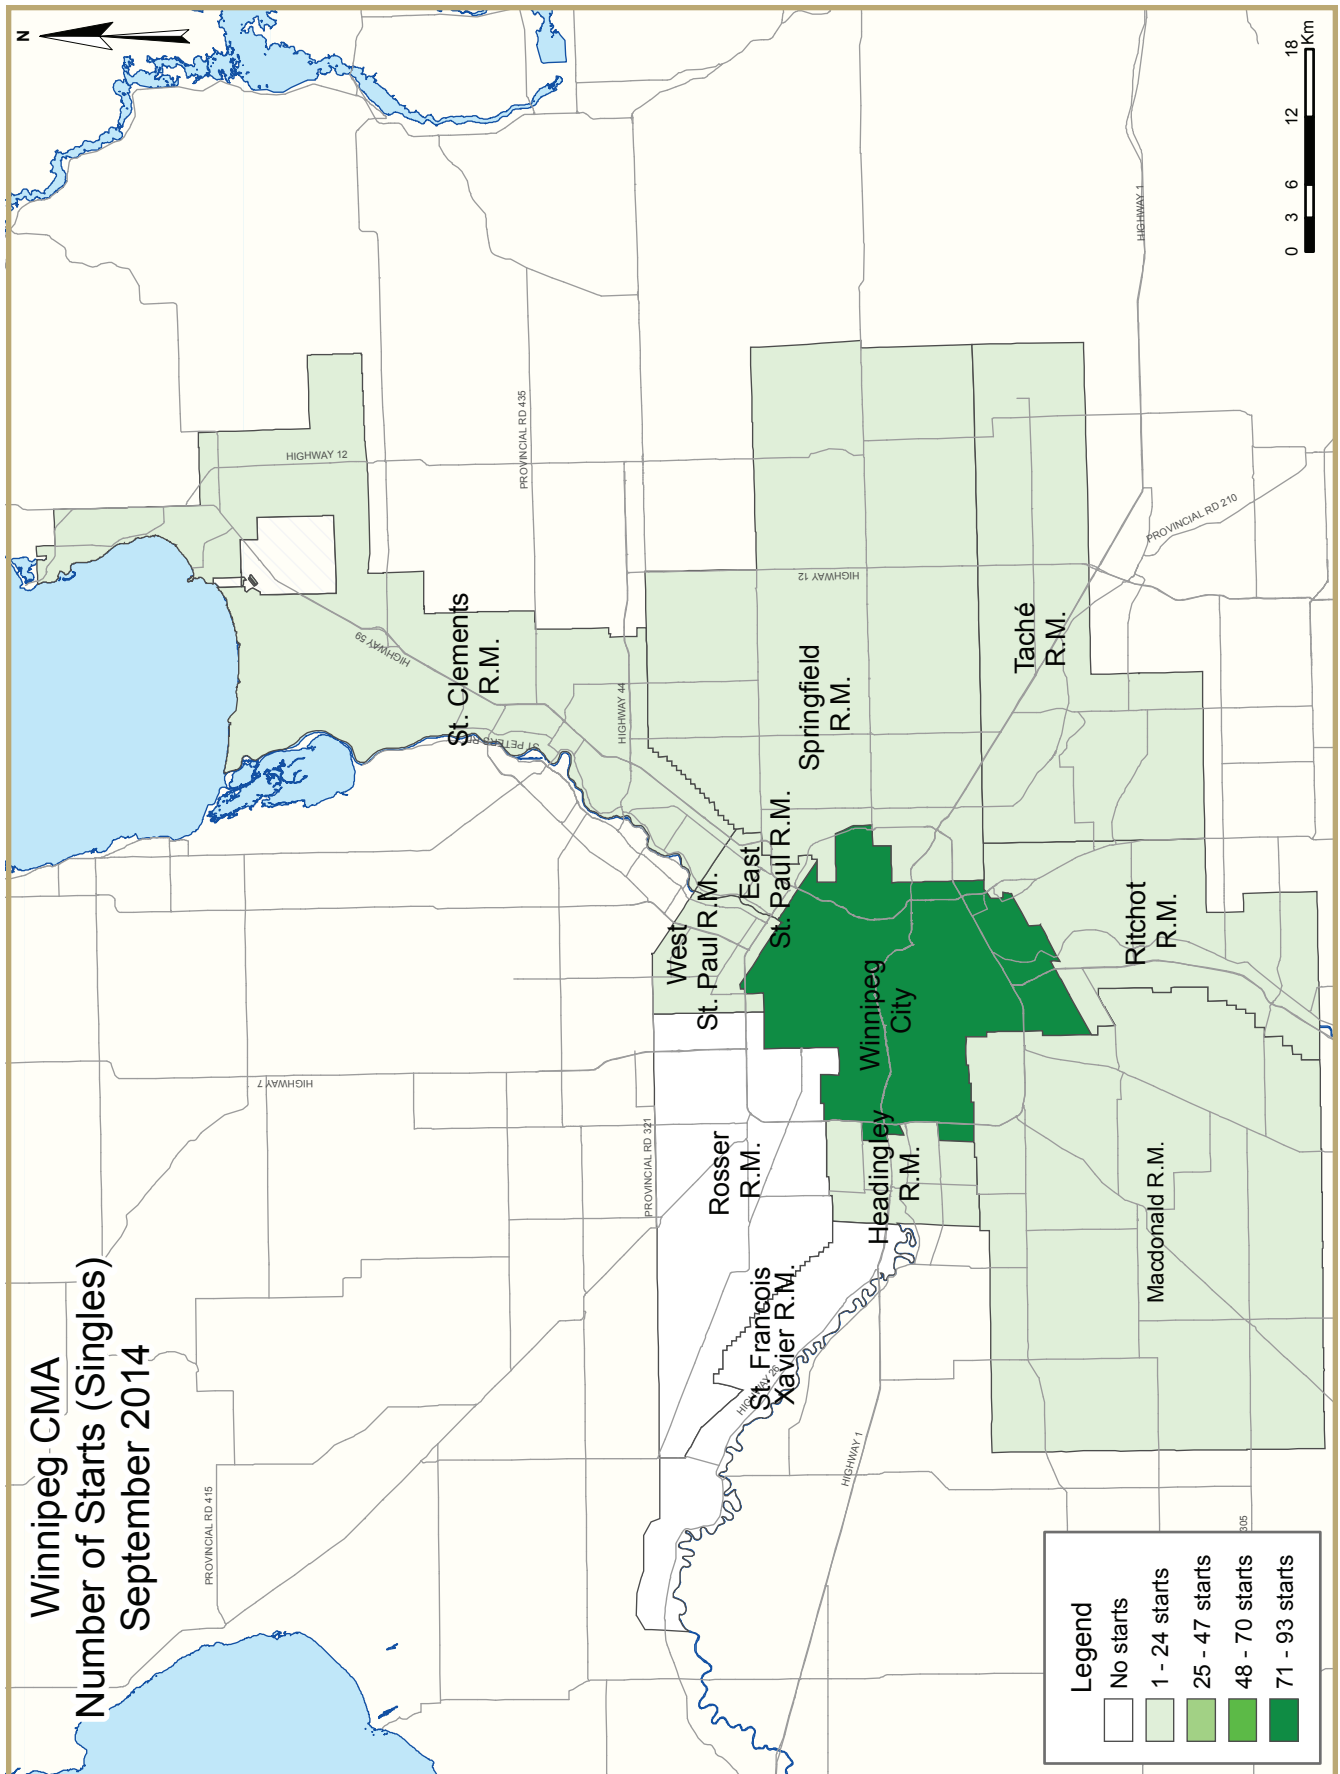 Winnipeg CMA
Number of Starts (Singles)
September 2014
N
PROVINCIAL RD 415
HIGHWAY 7
PROVINCIAL RD 321
HIGHWAY 59
HIGHWAY 12
PROVINCIAL RD 435
ST PETERS RD
HIGHWAY 44
St. Clements
R.M.
West
St. Paul R.M.
East
St. Paul R.M.
Rosser
R.M.
St. Francois
Xavier R.M.
HIGHWAY 26
Springfield
R.M.
HIGHWAY 12
Winnipeg
City
Headingley
R.M.
HIGHWAY 1
Taché
R.M.
HIGHWAY 1
PROVINCIAL RD 210
Ritchot
R.M.
Macdonald R.M.
305
Legend
No starts
1 - 24 starts
25 - 47 starts
48 - 70 starts
71 - 93 starts
0 3 6 12 18
Km